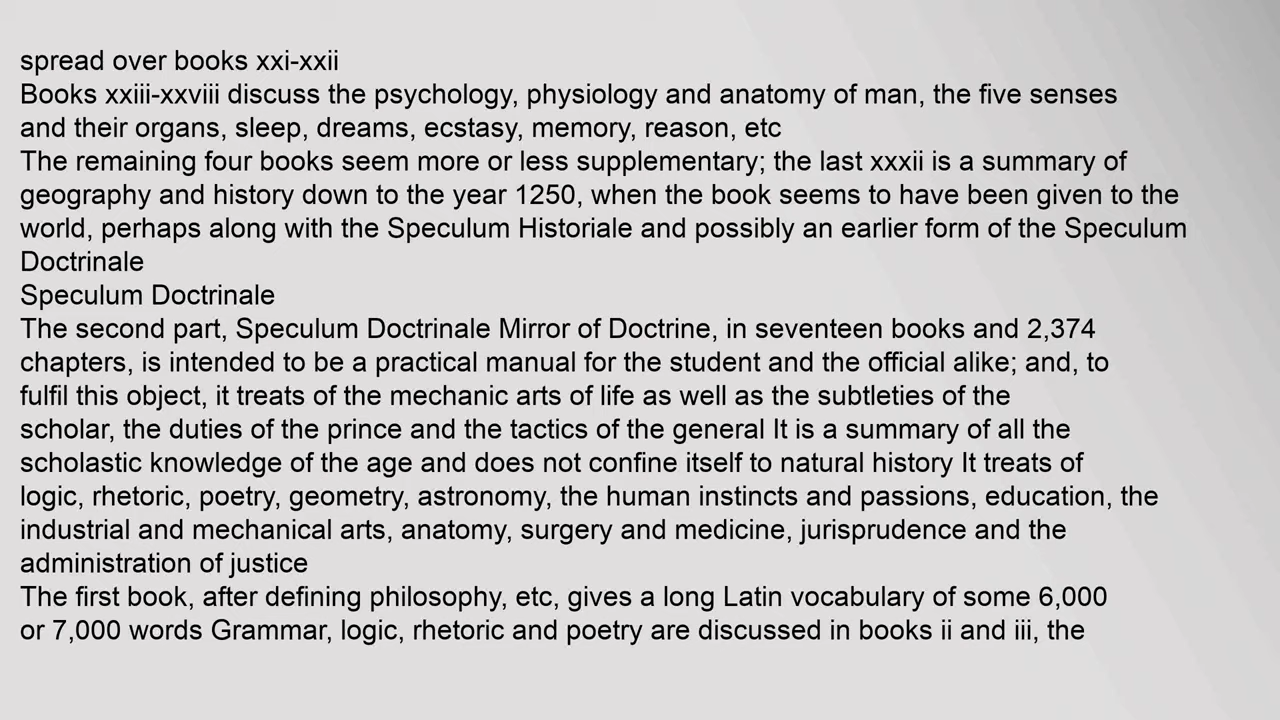 spread over books xxi-xxii
Books xxiii-xxviii discuss the psychology, physiology and anatomy of man, the five senses
and their organs, sleep, dreams, ecstasy, memory, reason, etc
The remaining four books seem more or less supplementary; the last xxxii is a summary of
geography and history down to the year 1250, when the book seems to have been given to the
world, perhaps along with the Speculum Historiale and possibly an earlier form of the Speculum
Doctrinale
Speculum Doctrinale
The second part, Speculum Doctrinale Mirror of Doctrine, in seventeen books and 2,374
chapters, is intended to be a practical manual for the student and the official alike; and, to
fulfil this object, it treats of the mechanic arts of life as well as the subtleties of the
scholar, the duties of the prince and the tactics of the general It is a summary of all the
scholastic knowledge of the age and does not confine itself to natural history It treats of
logic, rhetoric, poetry, geometry, astronomy, the human instincts and passions, education, the
industrial and mechanical arts, anatomy, surgery and medicine, jurisprudence and the
administration of justice
The first book, after defining philosophy, etc, gives a long Latin vocabulary of some 6,000
or 7,000 words Grammar, logic, rhetoric and poetry are discussed in books ii and iii, the